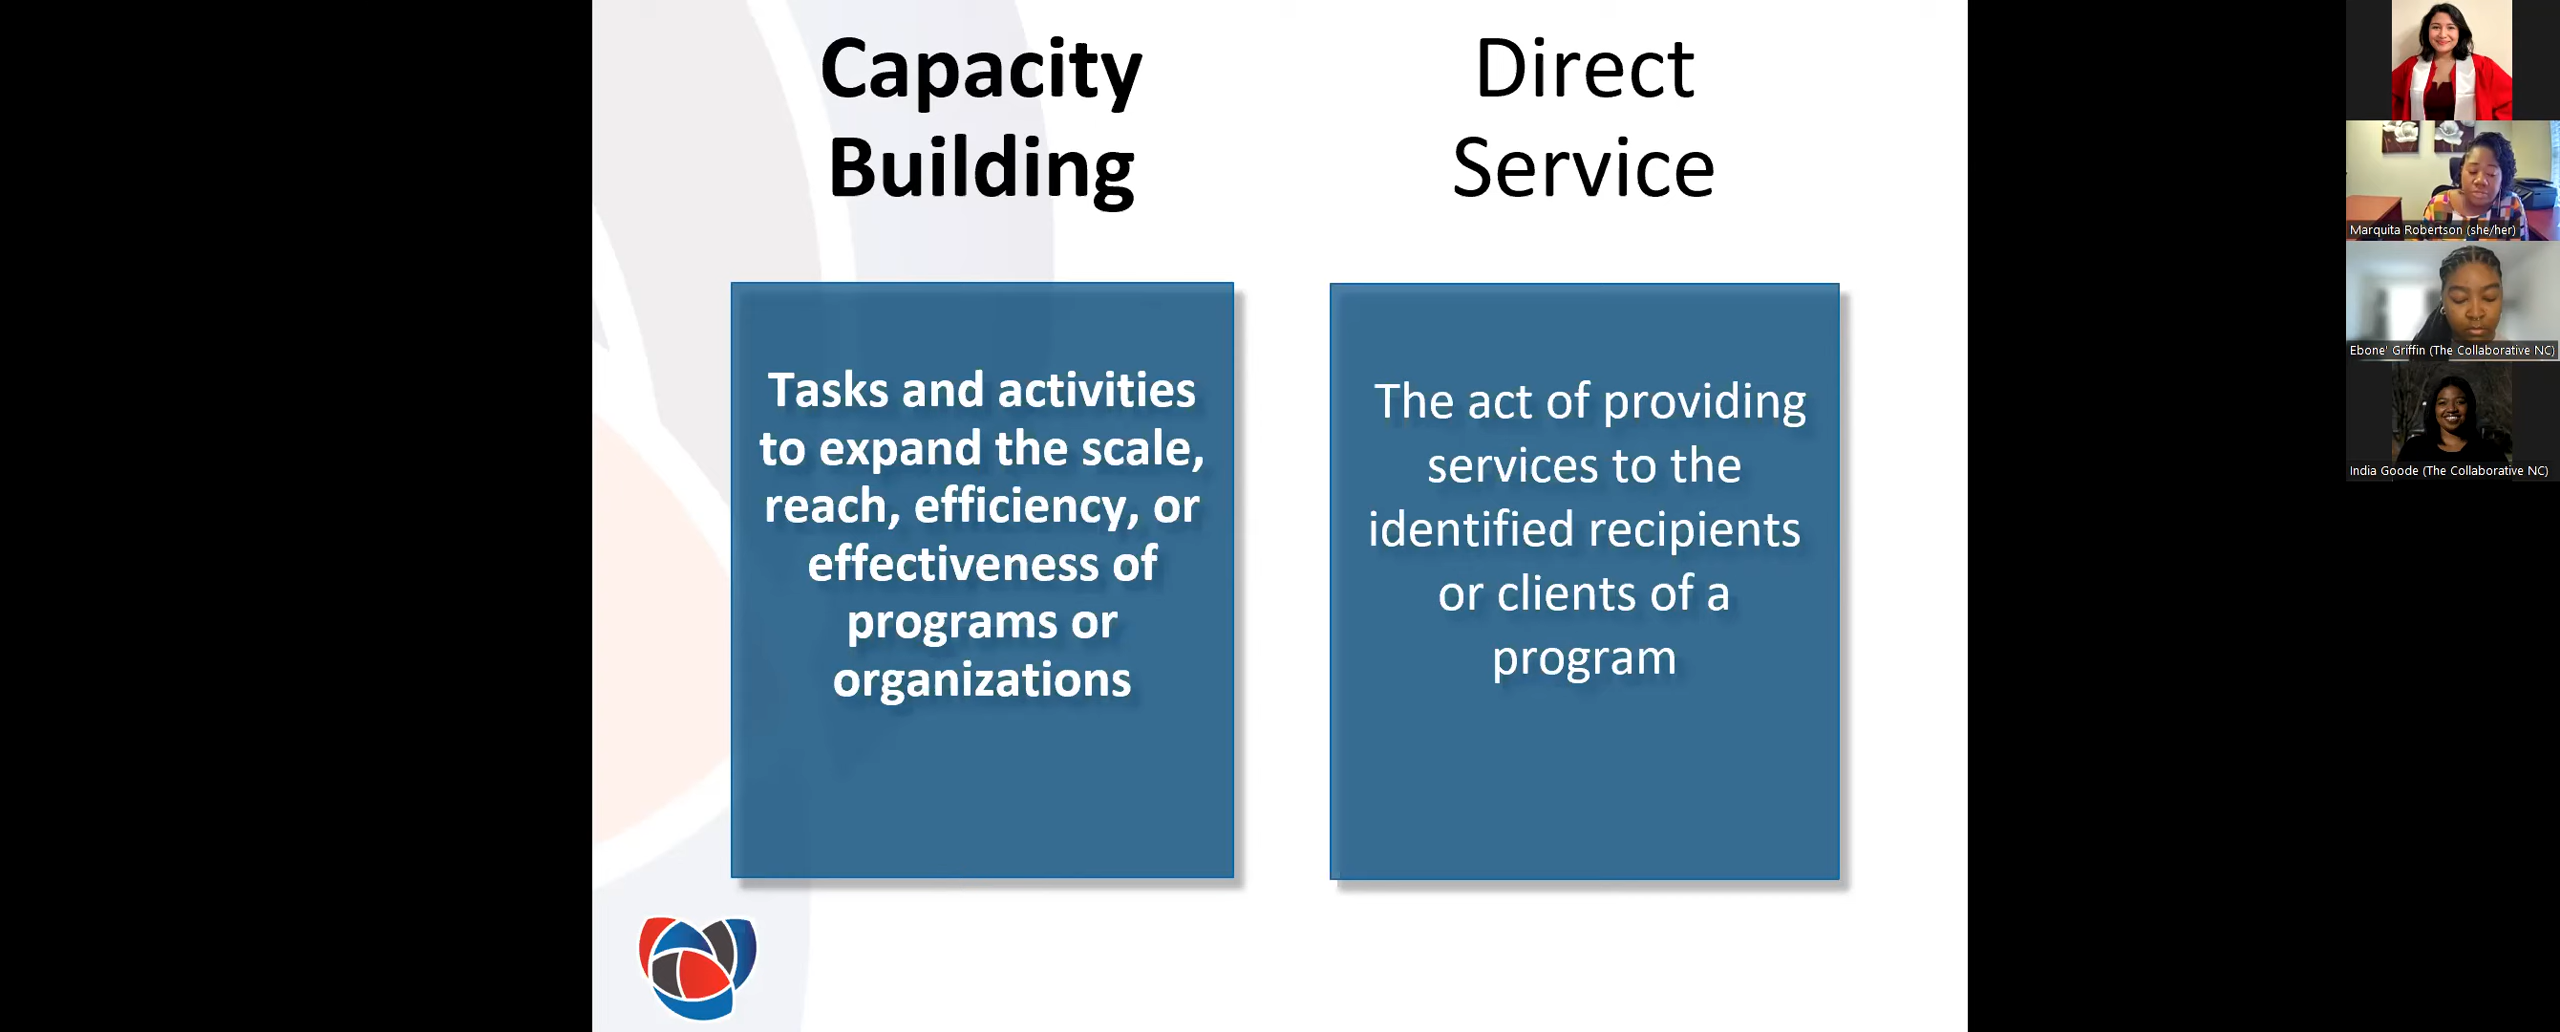 Capacity
Building
Direct
Service
Tasks and activities
to expand the scale,
reach, efficiency, or
effectiveness of
programs or
organizations
The act of providing
services to the
identified recipients
or clients of a
program
Marquita Robertson (she/her)
Ebone' Griffin (The Collaborative NC)
India Goode (The Collaborative NC)